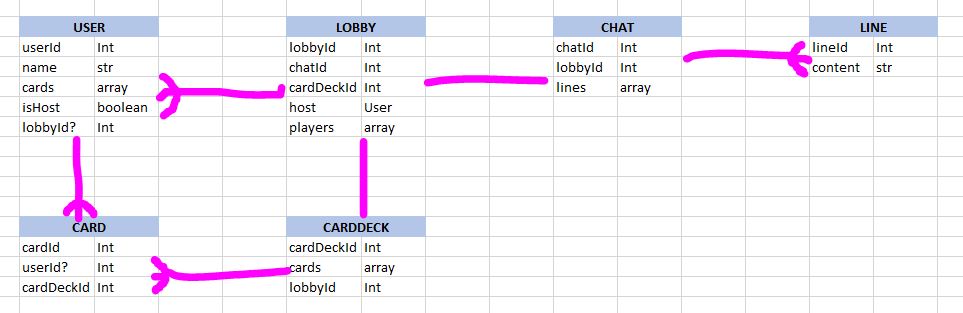 USER LOBBY CHAT LINE
userId Int lobbyId Int chatId Int lineId Int
name str chatId Int lobbyId Int content str
cards array cardDeckId Int lines array
isHost boolean host User
lobbyId? Int players array
CARD CARDDECK
cardId Int cardDeckId Int
userId? Int cards array
cardDeckId Int lobbyId Int